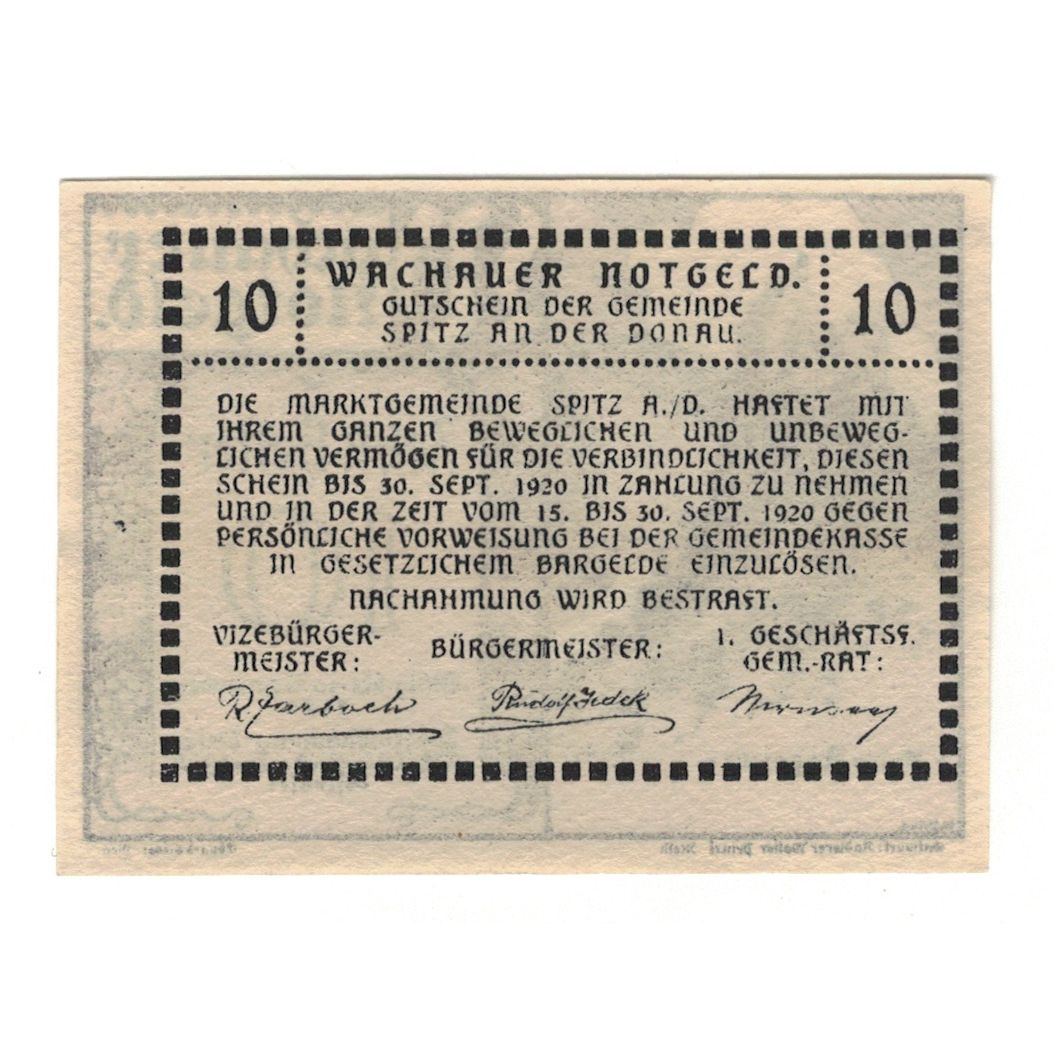 10 WACHAUER NOTGELD. 10
GUTSCHEIN DER GEMEINDE
SPITZ AN DER DONAU.
DIE MARKTGEMEINDE SPITZ A./D. HAFTET MIT
IHREM GANZEN BEWEGLICHEN UND UNBEWEG-
LICHEN VERMÖGEN FÜR DIE VERBINDLICHKEIT, DIESEN
SCHEIN BIS 30. SEPT. 1920 IN ZAHLUNG ZU NEHMEN
UND IN DER ZEIT VOM 15. BIS 30. SEPT. 1920 GEGEN
PERSÖNLICHE VORWEISUNG BEI DER GEMEINDEKASSE
IN GESETZLICHEM BARGELDE EINZULÖSEN.
NACHAHMUNG WIRD BESTRAFT.
VIZEBÜRGER-
MEISTER:
BÜRGERMEISTER:
1. GESCHÄFTSF.
GEM.-RAT:
Rudolf